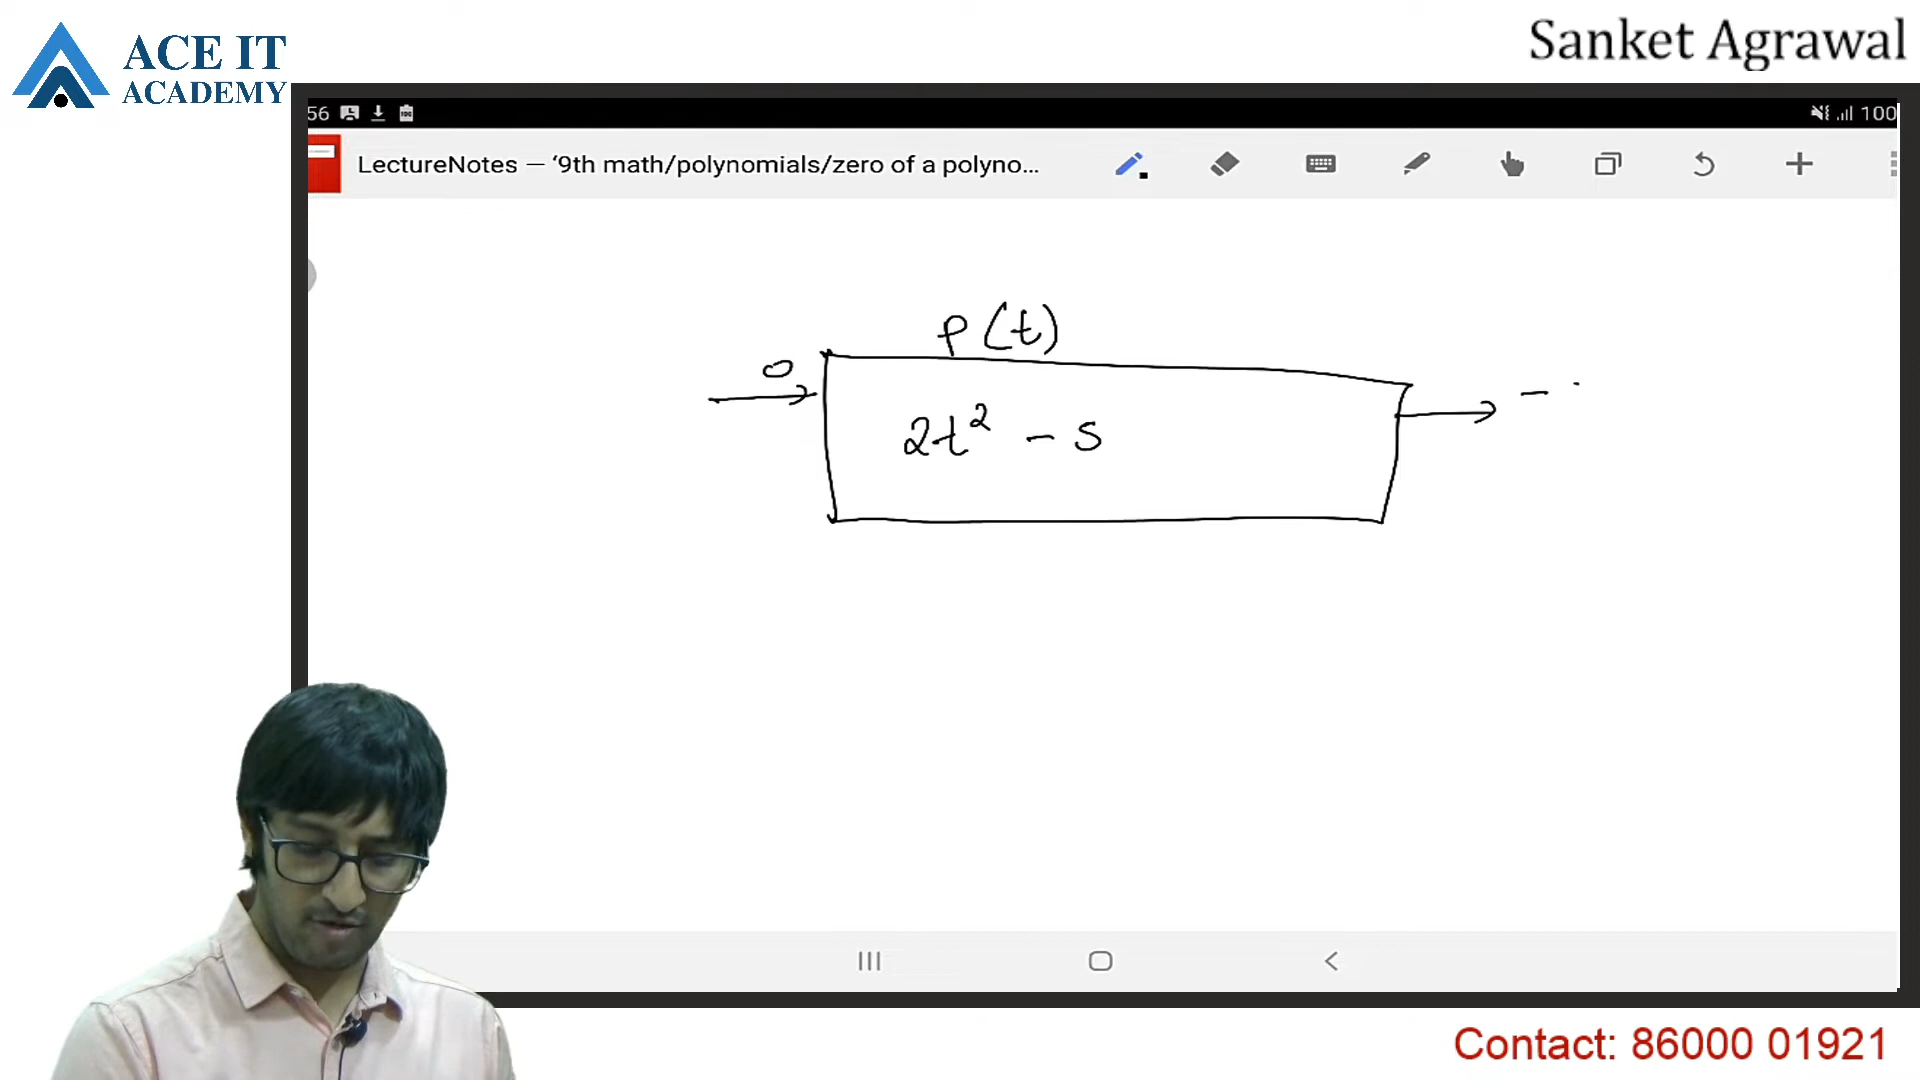 ACE IT
ACADEMY
Sanket Agrawal
56 100
LectureNotes — ‘9th math/polynomials/zero of a polyno...
p(t)
0
2t² - 5
-
Contact: 86000 01921